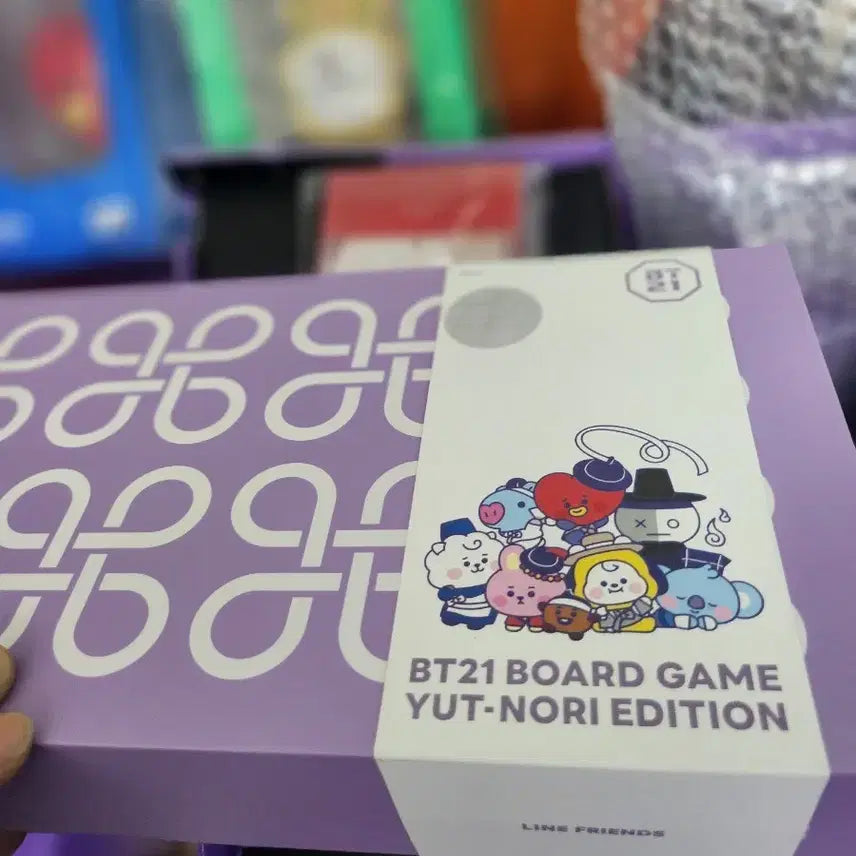 BT
21
BT21 BOARD GAME
YUT-NORI EDITION
LINE FRIENDS